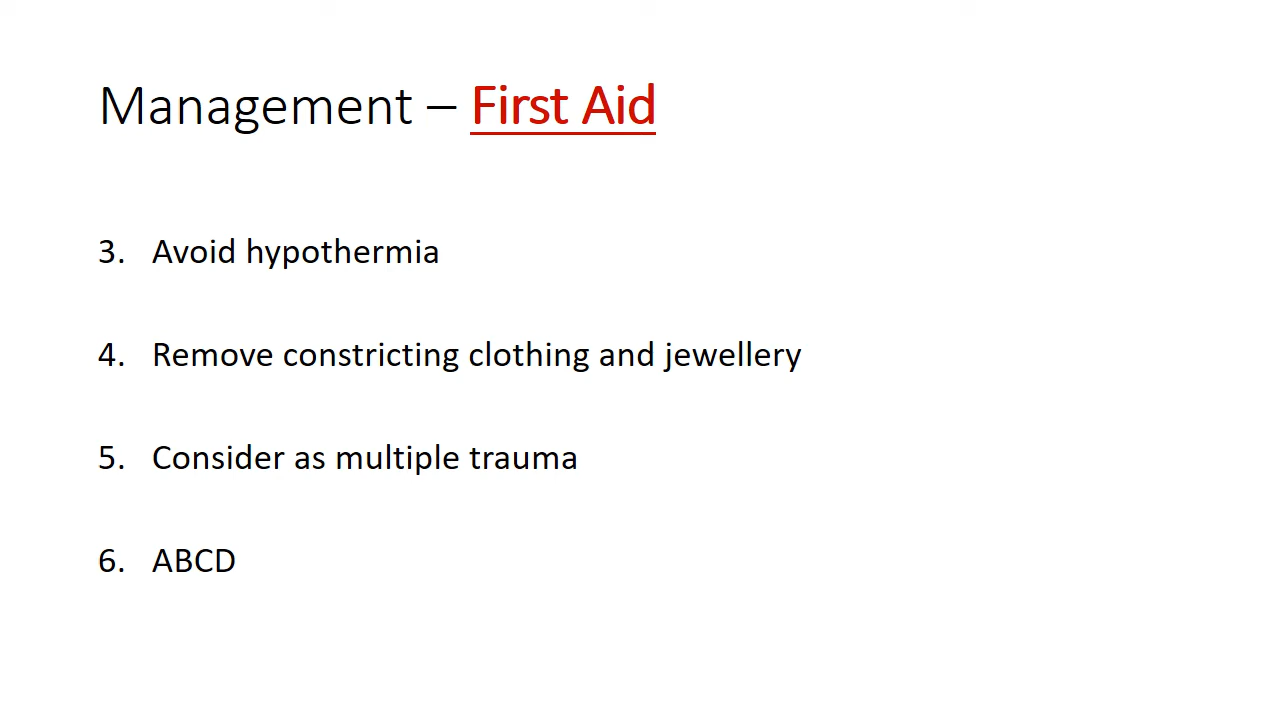 Management – First Aid
3. Avoid hypothermia
4. Remove constricting clothing and jewellery
5. Consider as multiple trauma
6. ABCD